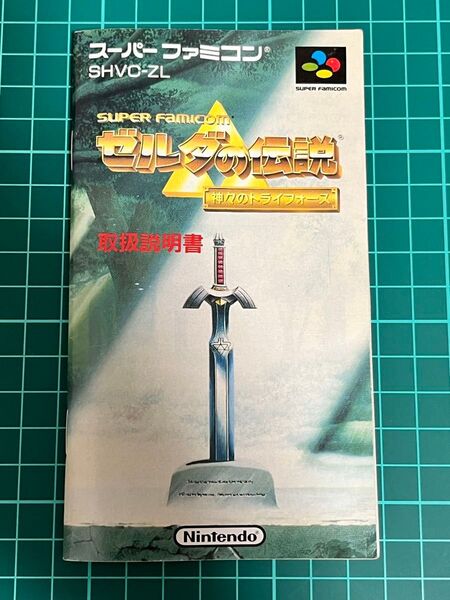 スーパーファミコン®
SHVC-ZL
SUPER FAMICOM
SUPER FAMICOM
ゼルダの伝説®
神々のトライフォース
取扱説明書
Nintendo